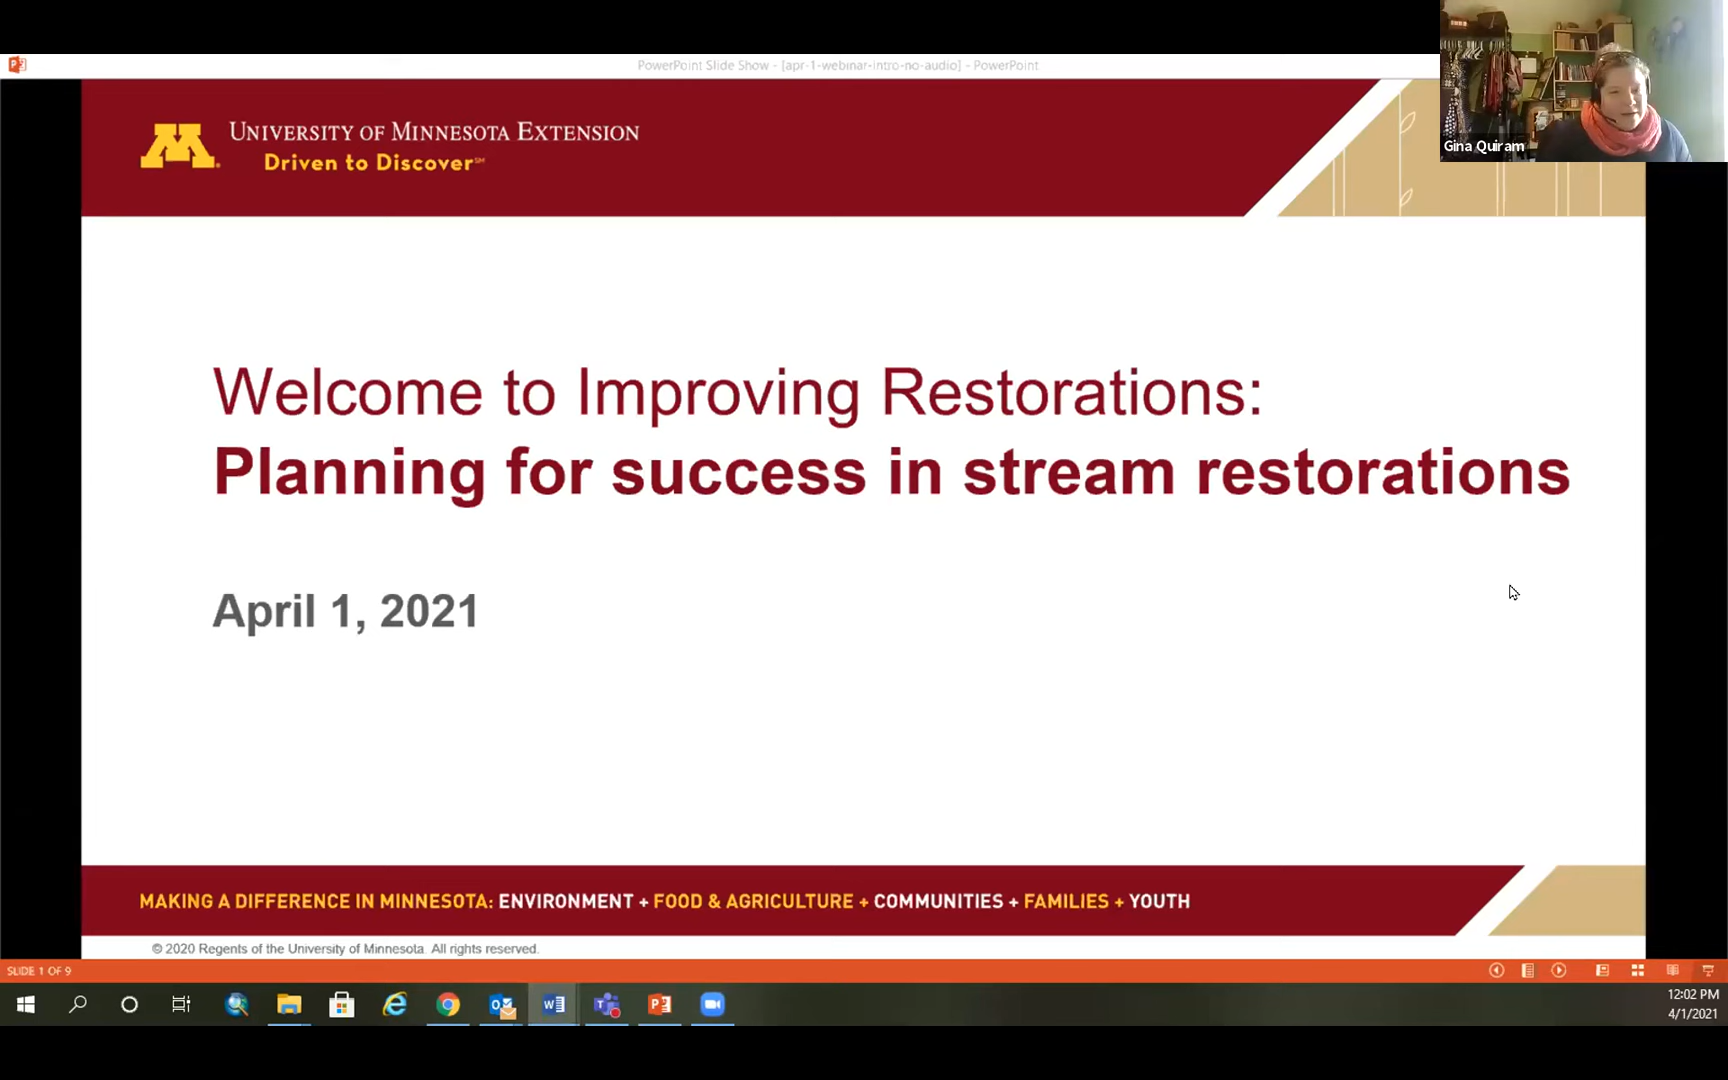 PowerPoint Slide Show - [apr-1-webinar-intro-no-audio] - PowerPoint
Gina Quiram
UNIVERSITY OF MINNESOTA EXTENSION
Driven to Discover℠
Welcome to Improving Restorations:
Planning for success in stream restorations
April 1, 2021
MAKING A DIFFERENCE IN MINNESOTA: ENVIRONMENT + FOOD & AGRICULTURE + COMMUNITIES + FAMILIES + YOUTH
© 2020 Regents of the University of Minnesota. All rights reserved.
SLIDE 1 OF 9
12:02 PM
4/1/2021